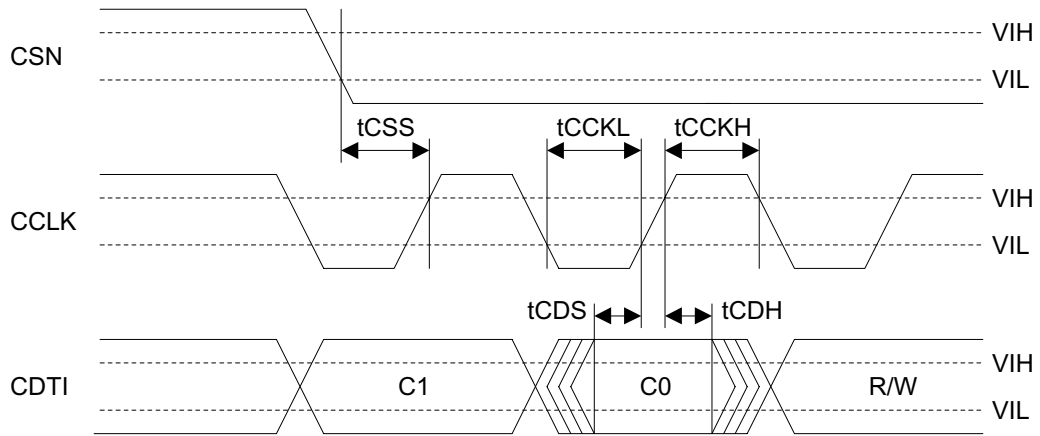 VIH
CSN
VIL
tCSS tCCKL tCCKH
VIH
CCLK
VIL
tCDS tCDH
VIH
CDTI C1 C0 R/W
VIL